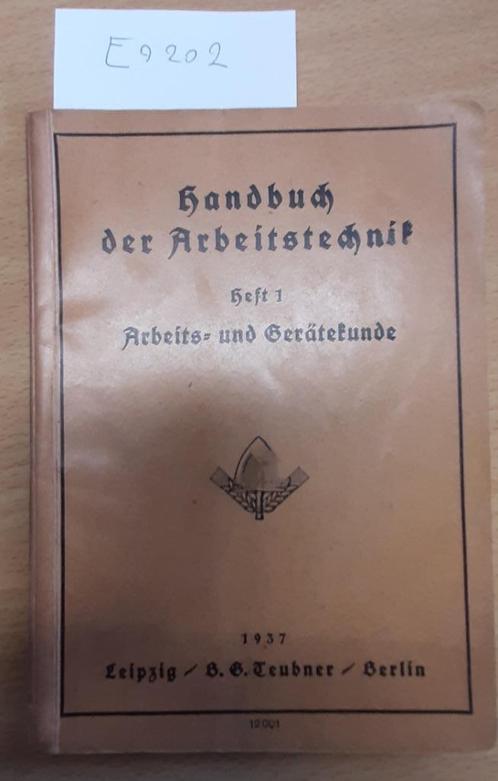 E9202
Handbuch
der Arbeitstechnik
Heft 1
Arbeits- und Gerätekunde
1937
Leipzig / B. G. Teubner / Berlin
12001